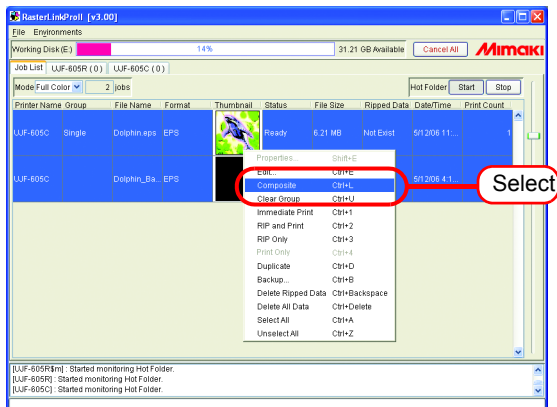 RasterLinkProII [v3.00]
File Environs
Working Disk (E:) 14% 31.21 GB Available Cancel All Mimaki
Job List UJF-605R ( 0 ) UJF-605C ( 0 )
Mode Full Color 2 jobs Hot Folder Start Stop
Printer Name Group File Name Format Thumbnail Status File Size Ripped Data Date/Time Print Count
UJF-605C Single Dolphin.eps EPS Ready 6.21 MB Not Exist 5/12/06 11:... 1
UJF-605C Dolphin_Ba... EPS 5/12/06 4:1...
Properties... Shift+E
Edit... Ctrl+E
Composite Ctrl+L
Clear Group Ctrl+U
Immediate Print Ctrl+1
RIP and Print Ctrl+2
RIP Only Ctrl+3
Print Only Ctrl+4
Duplicate Ctrl+D
Backup... Ctrl+B
Delete Ripped Data Ctrl+Backspace
Delete All Data Ctrl+Delete
Select All Ctrl+A
Unselect All Ctrl+Z
Select
[UJF-605R$m] : Started monitoring Hot Folder.
[UJF-605R] : Started monitoring Hot Folder.
[UJF-605C] : Started monitoring Hot Folder.